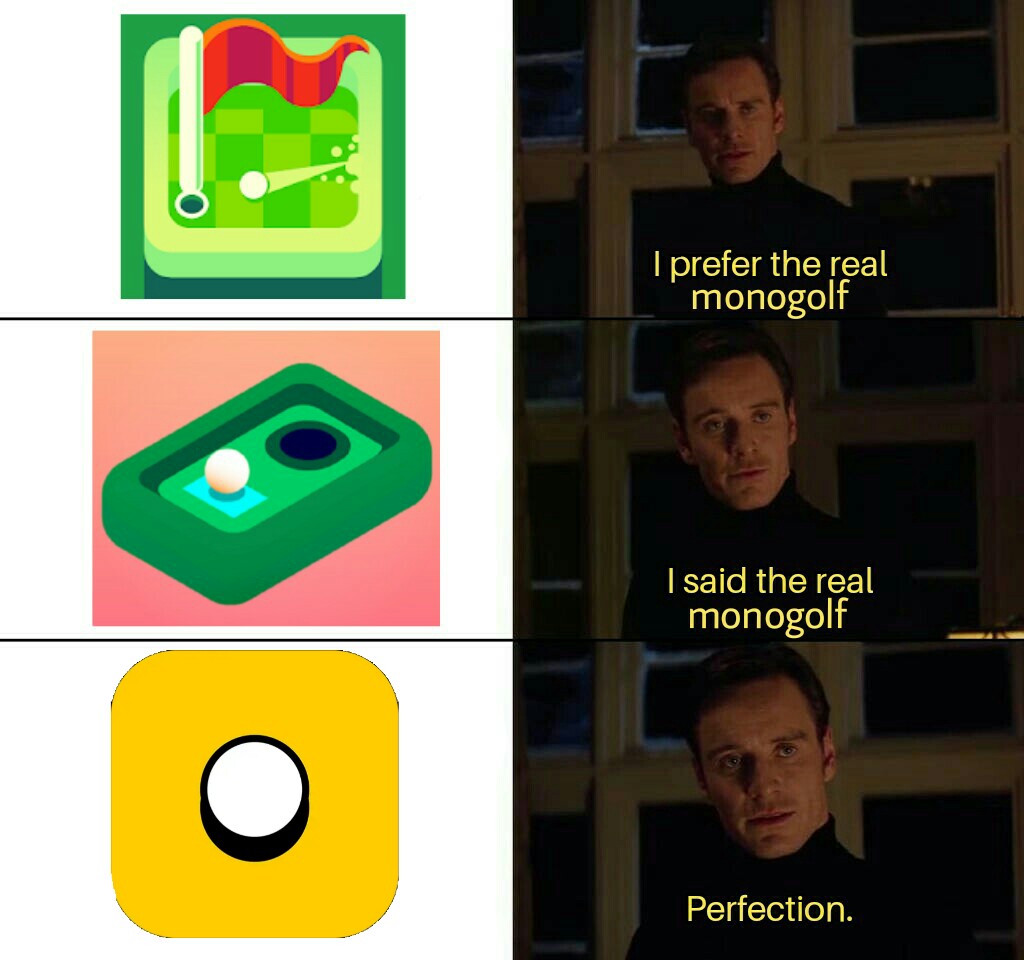 I prefer the real
monogolf
I said the real
monogolf
Perfection.